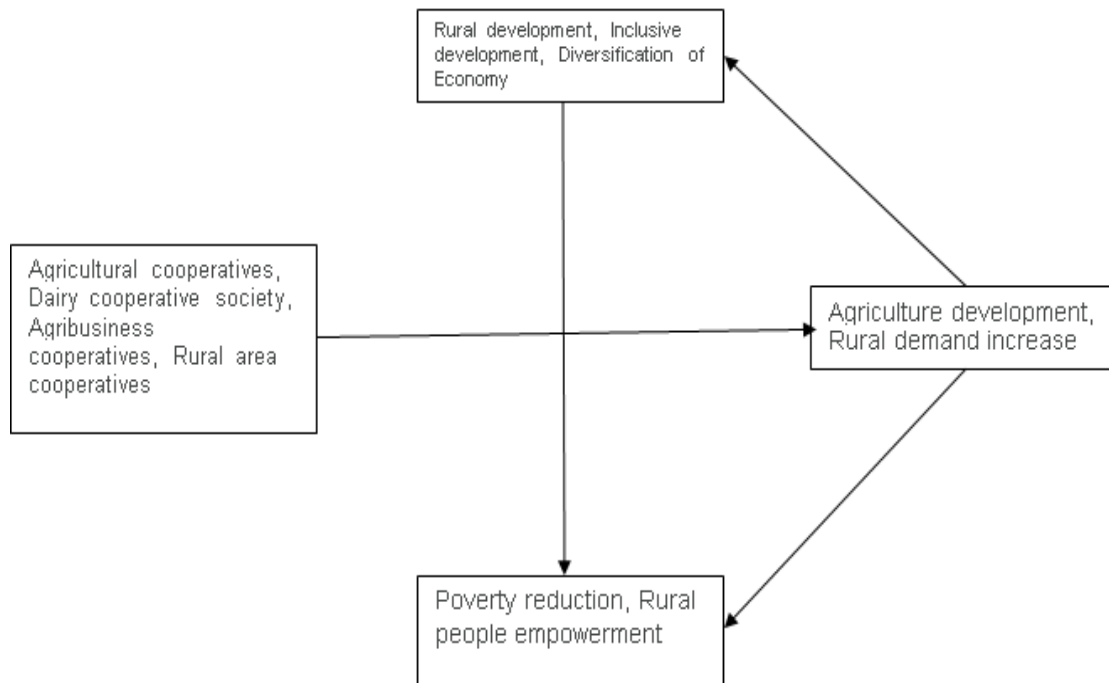 Rural development, Inclusive
development, Diversification of
Economy
Agricultural cooperatives,
Dairy cooperative society,
Agribusiness
cooperatives, Rural area
cooperatives
Agriculture development,
Rural demand increase
Poverty reduction, Rural
people empowerment